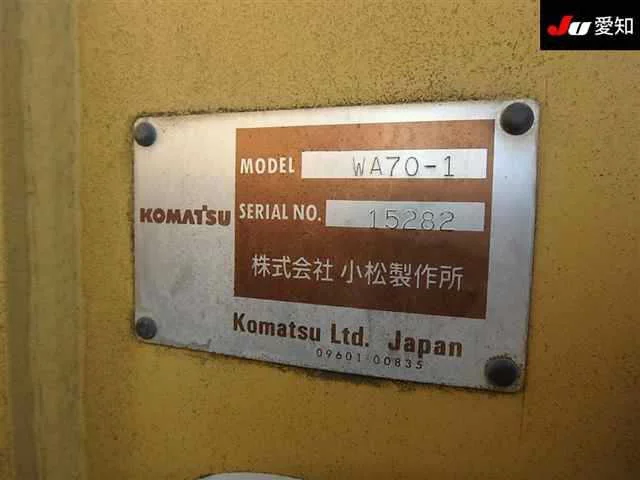 JU 愛知
MODEL WA70-1
KOMATSU
SERIAL NO. 15282
株式会社 小松製作所
Komatsu Ltd. Japan
09601-00835